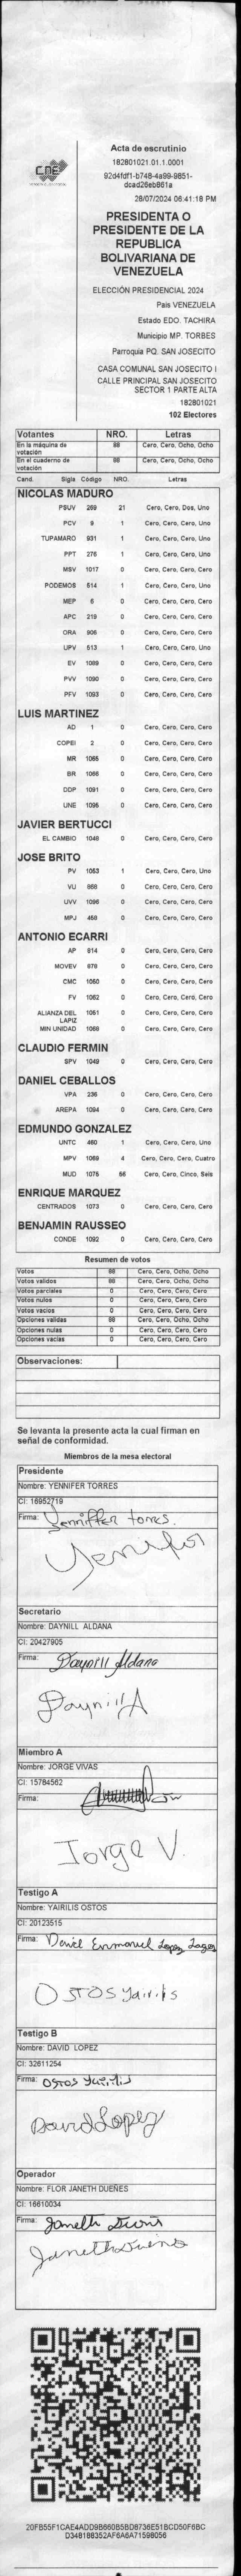 CNE
Acta de escrutinio
182801021.01.1.0001
92d4fdf1-b748-4a99-9851-
dcad26eb861a
28/07/2024 06:41:18 PM
PRESIDENTA O
PRESIDENTE DE LA
REPUBLICA
BOLIVARIANA DE
VENEZUELA
ELECCIÓN PRESIDENCIAL 2024
Pais VENEZUELA
Estado EDO. TACHIRA
Municipio MP. TORBES
Parroquia PQ. SAN JOSECITO
CASA COMUNAL SAN JOSECITO I
CALLE PRINCIPAL SAN JOSECITO
SECTOR 1 PARTE ALTA
182801021
102 Electores
Votantes NRO. Letras
En la máquina de votación 88 Cero, Cero, Ocho, Ocho
En el cuaderno de votación 88 Cero, Cero, Ocho, Ocho
Cand. Sigla Código NRO. Letras
NICOLAS MADURO
PSUV 269 21 Cero, Cero, Dos, Uno
PCV 9 1 Cero, Cero, Cero, Uno
TUPAMARO 931 1 Cero, Cero, Cero, Uno
PPT 276 1 Cero, Cero, Cero, Uno
MSV 1017 0 Cero, Cero, Cero, Cero
PODEMOS 514 1 Cero, Cero, Cero, Uno
MEP 6 0 Cero, Cero, Cero, Cero
APC 219 0 Cero, Cero, Cero, Cero
ORA 906 0 Cero, Cero, Cero, Cero
UPV 513 1 Cero, Cero, Cero, Uno
EV 1089 0 Cero, Cero, Cero, Cero
PVV 1090 0 Cero, Cero, Cero, Cero
PFV 1093 0 Cero, Cero, Cero, Cero
LUIS MARTINEZ
AD 1 0 Cero, Cero, Cero, Cero
COPEI 2 0 Cero, Cero, Cero, Cero
MR 1065 0 Cero, Cero, Cero, Cero
BR 1066 0 Cero, Cero, Cero, Cero
DDP 1091 0 Cero, Cero, Cero, Cero
UNE 1095 0 Cero, Cero, Cero, Cero
JAVIER BERTUCCI
EL CAMBIO 1048 0 Cero, Cero, Cero, Cero
JOSE BRITO
PV 1053 1 Cero, Cero, Cero, Uno
VU 868 0 Cero, Cero, Cero, Cero
UVV 1096 0 Cero, Cero, Cero, Cero
MPJ 458 0 Cero, Cero, Cero, Cero
ANTONIO ECARRI
AP 814 0 Cero, Cero, Cero, Cero
MOVEV 878 0 Cero, Cero, Cero, Cero
CMC 1050 0 Cero, Cero, Cero, Cero
FV 1062 0 Cero, Cero, Cero, Cero
ALIANZA DEL LAPIZ 1061 0 Cero, Cero, Cero, Cero
MIN UNIDAD 1068 0 Cero, Cero, Cero, Cero
CLAUDIO FERMIN
SPV 1049 0 Cero, Cero, Cero, Cero
DANIEL CEBALLOS
VPA 236 0 Cero, Cero, Cero, Cero
AREPA 1094 0 Cero, Cero, Cero, Cero
EDMUNDO GONZALEZ
UNTC 460 1 Cero, Cero, Cero, Uno
MPV 1069 4 Cero, Cero, Cero, Cuatro
MUD 1075 56 Cero, Cero, Cinco, Seis
ENRIQUE MARQUEZ
CENTRADOS 1073 0 Cero, Cero, Cero, Cero
BENJAMIN RAUSSEO
CONDE 1092 0 Cero, Cero, Cero, Cero
Resumen de votos
Votos 88 Cero, Cero, Ocho, Ocho
Votos validos 88 Cero, Cero, Ocho, Ocho
Votos parciales 0 Cero, Cero, Cero, Cero
Votos nulos 0 Cero, Cero, Cero, Cero
Votos vacíos 0 Cero, Cero, Cero, Cero
Opciones validas 88 Cero, Cero, Ocho, Ocho
Opciones nulas 0 Cero, Cero, Cero, Cero
Opciones vacías 0 Cero, Cero, Cero, Cero
Observaciones:
Se levanta la presente acta la cual firman en
señal de conformidad.
Miembros de la mesa electoral
Presidente
Nombre: YENNIFER TORRES
CI: 16952719
Firma: Yenniffer torres.
Yennifer
Secretario
Nombre: DAYNILL ALDANA
CI: 20427905
Firma: Daynill Aldana
Daynill A
Miembro A
Nombre: JORGE VIVAS
CI: 15784562
Firma:
Jorge V.
Testigo A
Nombre: YAIRILIS OSTOS
CI: 20123515
Firma: David Enmanuel Lopez Lagos
OSTOS yairilis
Testigo B
Nombre: DAVID LOPEZ
CI: 32611254
Firma: Ostos Yairilis
David Lopez
Operador
Nombre: FLOR JANETH DUEÑES
CI: 16610034
Firma: Janeth Dueñes
Janeth Dueñes
20FB55F1CAE4ADD9B660B5BD8736E51BCD50F6BC
D348188352AF6A6A71598056